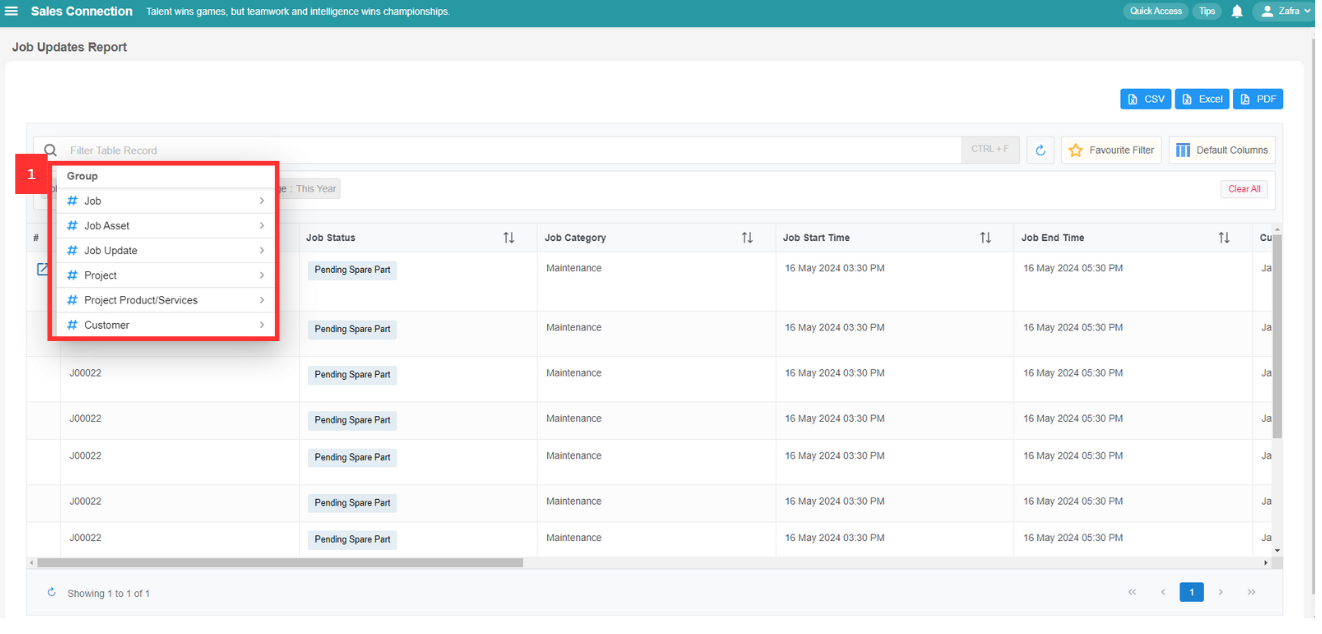 Sales Connection Talent wins games, but teamwork and intelligence wins championships. Quick Access Tips Zafra
Job Updates Report
CSV Excel PDF
Filter Table Record CTRL + F Favourite Filter Default Columns
1
Group
: This Year Clear All
# Job
# Job Asset
# Job Update
# Project
# Project Product/Services
# Customer
# Job Status Job Category Job Start Time Job End Time Cu
Pending Spare Part Maintenance 16 May 2024 03:30 PM 16 May 2024 05:30 PM Ja
Pending Spare Part Maintenance 16 May 2024 03:30 PM 16 May 2024 05:30 PM Ja
J00022 Pending Spare Part Maintenance 16 May 2024 03:30 PM 16 May 2024 05:30 PM Ja
J00022 Pending Spare Part Maintenance 16 May 2024 03:30 PM 16 May 2024 05:30 PM Ja
J00022 Pending Spare Part Maintenance 16 May 2024 03:30 PM 16 May 2024 05:30 PM Ja
J00022 Pending Spare Part Maintenance 16 May 2024 03:30 PM 16 May 2024 05:30 PM Ja
J00022 Pending Spare Part Maintenance 16 May 2024 03:30 PM 16 May 2024 05:30 PM Ja
Showing 1 to 1 of 1 << < 1 > >>